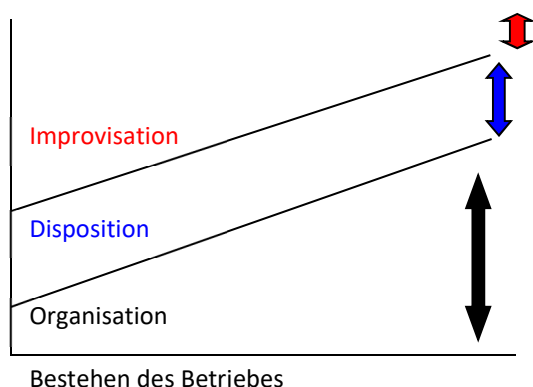 Improvisation
Disposition
Organisation
Bestehen des Betriebes